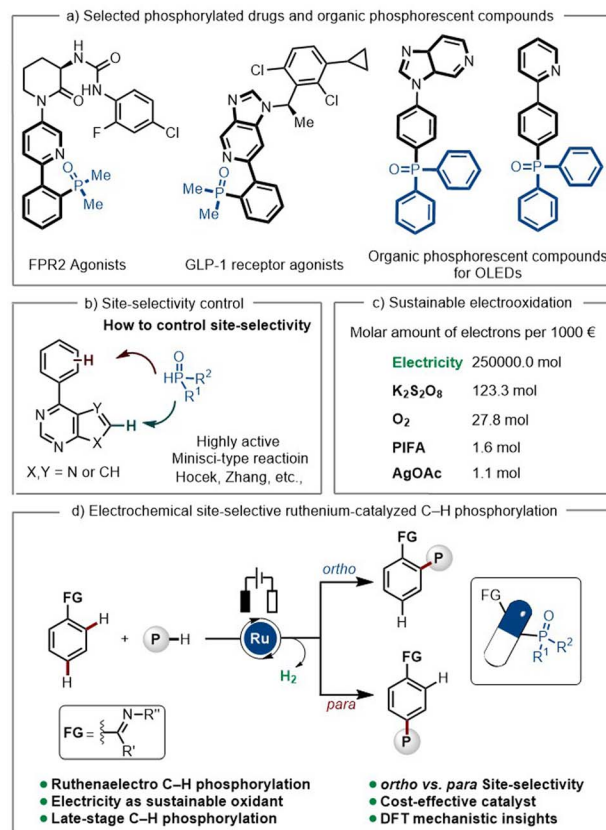 a) Selected phosphorylated drugs and organic phosphorescent compounds
H
N
O
N
O
HN
N
F
Cl
N
O
P
Me
Me
FPR2 Agonists
Cl
Cl
N
N
Me
N
O
Me
P
Me
GLP-1 receptor agonists
N
N
N
O=P
N
O=P
Organic phosphorescent compounds
for OLEDs
b) Site-selectivity control
How to control site-selectivity
H
O
HP
R²
R¹
N
N
Y
X
H
Highly active
Minisci-type reactioin
Hocek, Zhang, etc.,
X,Y = N or CH
c) Sustainable electrooxidation
Molar amount of electrons per 1000 €
Electricity 250000.0 mol
K₂S₂O₈ 123.3 mol
O₂ 27.8 mol
PIFA 1.6 mol
AgOAc 1.1 mol
d) Electrochemical site-selective ruthenium-catalyzed C–H phosphorylation
FG
H
H
+
P–H
Ru
H₂
ortho
FG
P
H
para
FG
H
P
FG
O
P
R¹
R²
FG =
N–R"
R'
● Ruthenaelectro C–H phosphorylation
● Electricity as sustainable oxidant
● Late-stage C–H phosphorylation
● ortho vs. para Site-selectivity
● Cost-effective catalyst
● DFT mechanistic insights